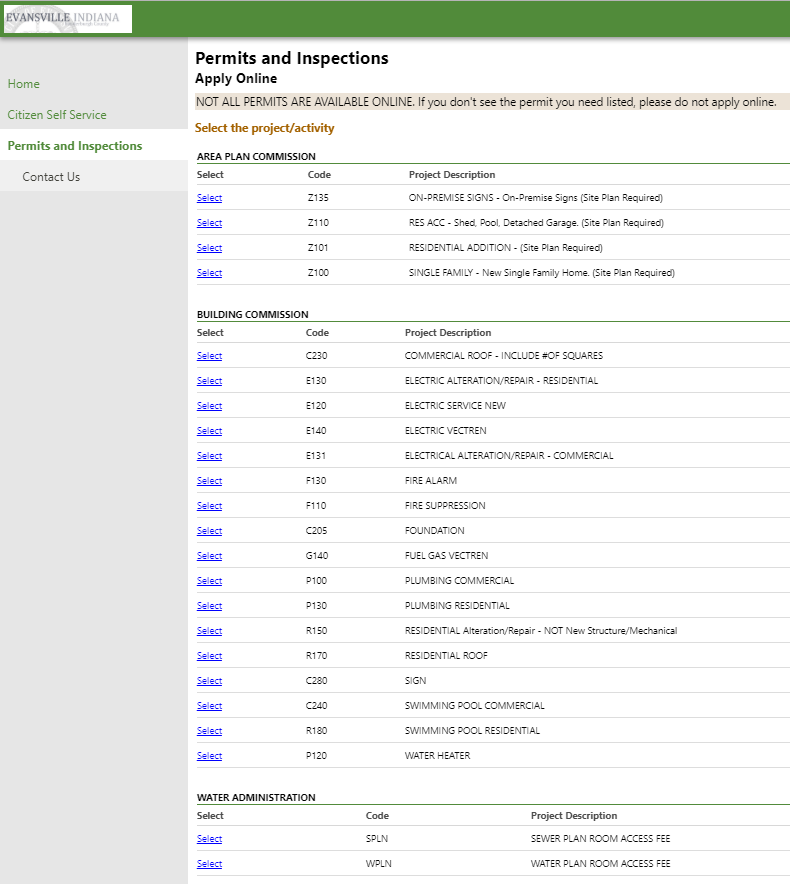 EVANSVILLE INDIANA
Home
Citizen Self Service
Permits and Inspections
Contact Us
Permits and Inspections
Apply Online
NOT ALL PERMITS ARE AVAILABLE ONLINE. If you don't see the permit you need listed, please do not apply online.
Select the project/activity
AREA PLAN COMMISSION
Select Code Project Description
Select Z135 ON-PREMISE SIGNS - On-Premise Signs (Site Plan Required)
Select Z110 RES ACC - Shed, Pool, Detached Garage. (Site Plan Required)
Select Z101 RESIDENTIAL ADDITION - (Site Plan Required)
Select Z100 SINGLE FAMILY - New Single Family Home. (Site Plan Required)
BUILDING COMMISSION
Select Code Project Description
Select C230 COMMERCIAL ROOF - INCLUDE #OF SQUARES
Select E130 ELECTRIC ALTERATION/REPAIR - RESIDENTIAL
Select E120 ELECTRIC SERVICE NEW
Select E140 ELECTRIC VECTREN
Select E131 ELECTRICAL ALTERATION/REPAIR - COMMERCIAL
Select F130 FIRE ALARM
Select F110 FIRE SUPPRESSION
Select C205 FOUNDATION
Select G140 FUEL GAS VECTREN
Select P100 PLUMBING COMMERCIAL
Select P130 PLUMBING RESIDENTIAL
Select R150 RESIDENTIAL Alteration/Repair - NOT New Structure/Mechanical
Select R170 RESIDENTIAL ROOF
Select C280 SIGN
Select C240 SWIMMING POOL COMMERCIAL
Select R180 SWIMMING POOL RESIDENTIAL
Select P120 WATER HEATER
WATER ADMINISTRATION
Select Code Project Description
Select SPLN SEWER PLAN ROOM ACCESS FEE
Select WPLN WATER PLAN ROOM ACCESS FEE